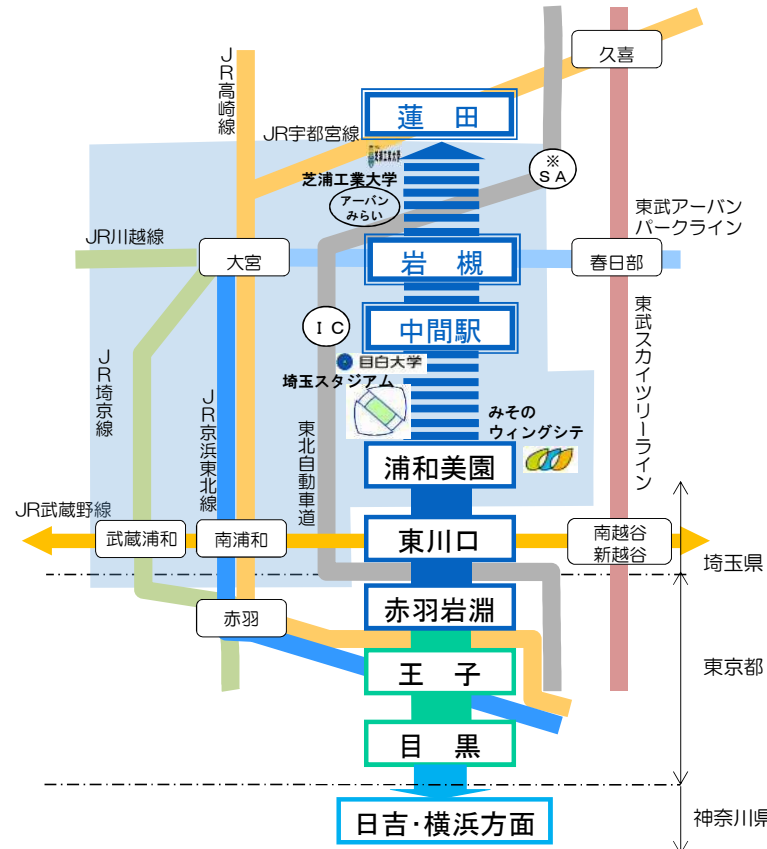 久喜
JR高崎線
蓮 田
JR宇都宮線
芝浦工業大学
芝浦工業大学
※
SA
アーバン
みらい
東武アーバン
パークライン
JR川越線
大宮
岩 槻
春日部
IC
中間駅
目白大学
埼玉スタジアム
東武スカイツリーライン
JR埼京線
JR京浜東北線
東北自動車道
みその
ウィングシテ
浦和美園
JR武蔵野線
武蔵浦和
南浦和
東川口
南越谷
新越谷
埼玉県
赤羽
赤羽岩淵
王 子
東京都
目 黒
日吉・横浜方面
神奈川県